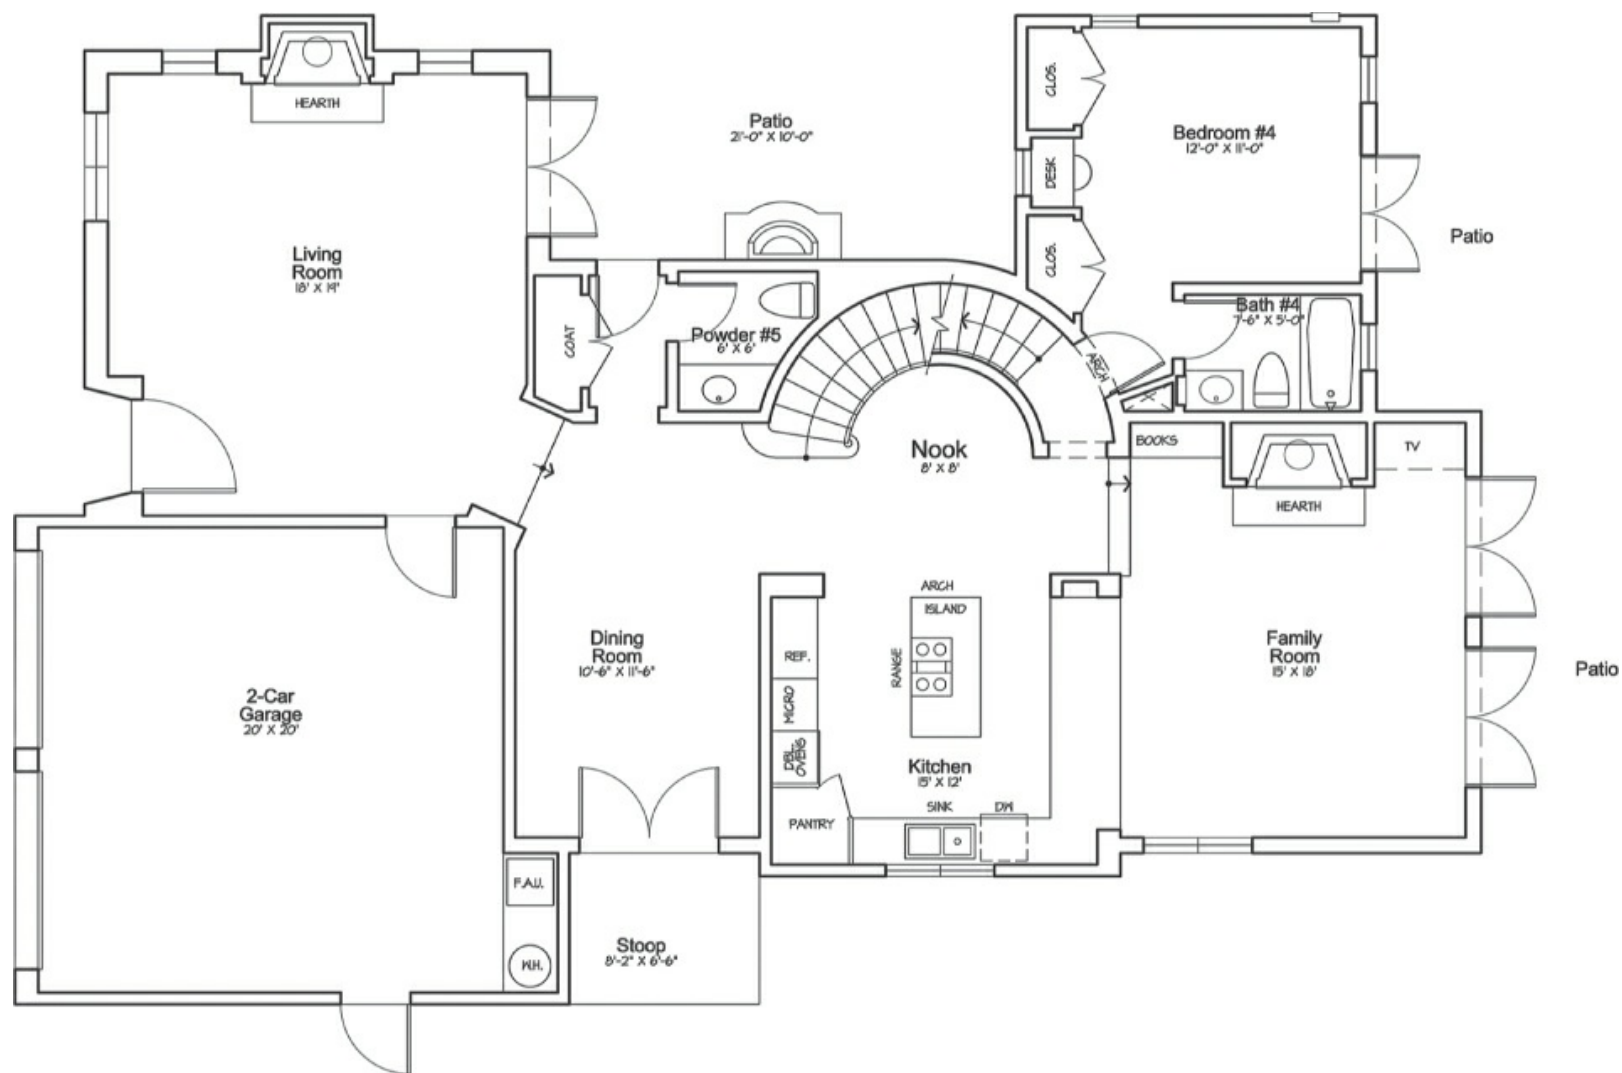 HEARTH
Living
Room
18' X 19'
Patio
21'-0" X 10'-0"
CLOS.
DESK
CLOS.
Bedroom #4
12'-0" X 11'-0"
Patio
COAT
Powder #5
6' X 6'
ARCH
Bath #4
7'-6" X 5'-0"
Nook
8' X 8'
BOOKS
TV
HEARTH
2-Car
Garage
20' X 20'
Dining
Room
10'-6" X 11'-6"
ARCH
ISLAND
RANGE
REF.
MICRO
DBL.
OVENS
PANTRY
Kitchen
15' X 12'
SINK
DW
Family
Room
15' X 18'
Patio
F.A.U.
W.H.
Stoop
8'-2" X 6'-6"